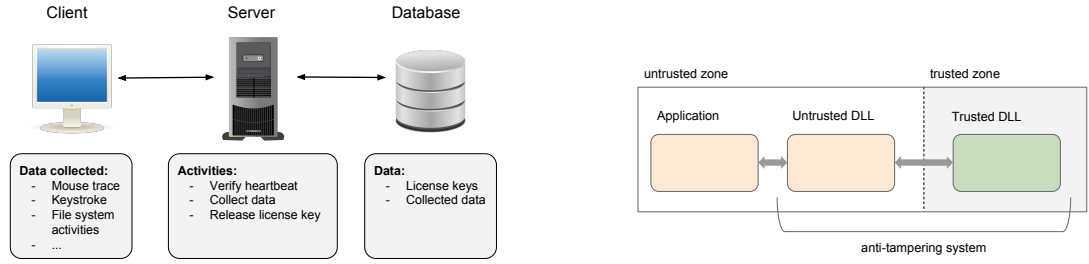 Client
Server
Database
Data collected:
- Mouse trace
- Keystroke
- File system
activities
- ...
Activities:
- Verify heartbeat
- Collect data
- Release license key
Data:
- License keys
- Collected data
untrusted zone
trusted zone
Application
Untrusted DLL
Trusted DLL
anti-tampering system